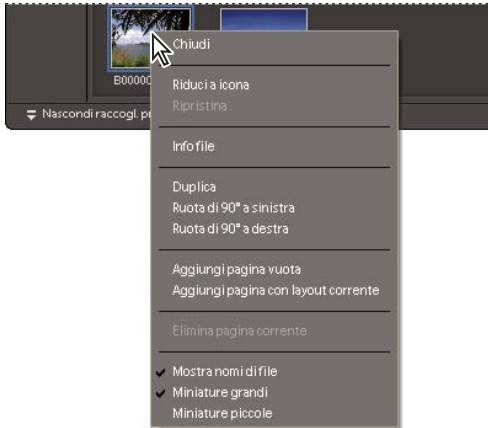 Chiudi
Riduci a icona
B00000
Ripristina
Nascondi raccogl. pr
Info file
Duplica
Ruota di 90° a sinistra
Ruota di 90° a destra
Aggiungi pagina vuota
Aggiungi pagina con layout corrente
Elimina pagina corrente
Mostra nomi di file
Miniature grandi
Miniature piccole